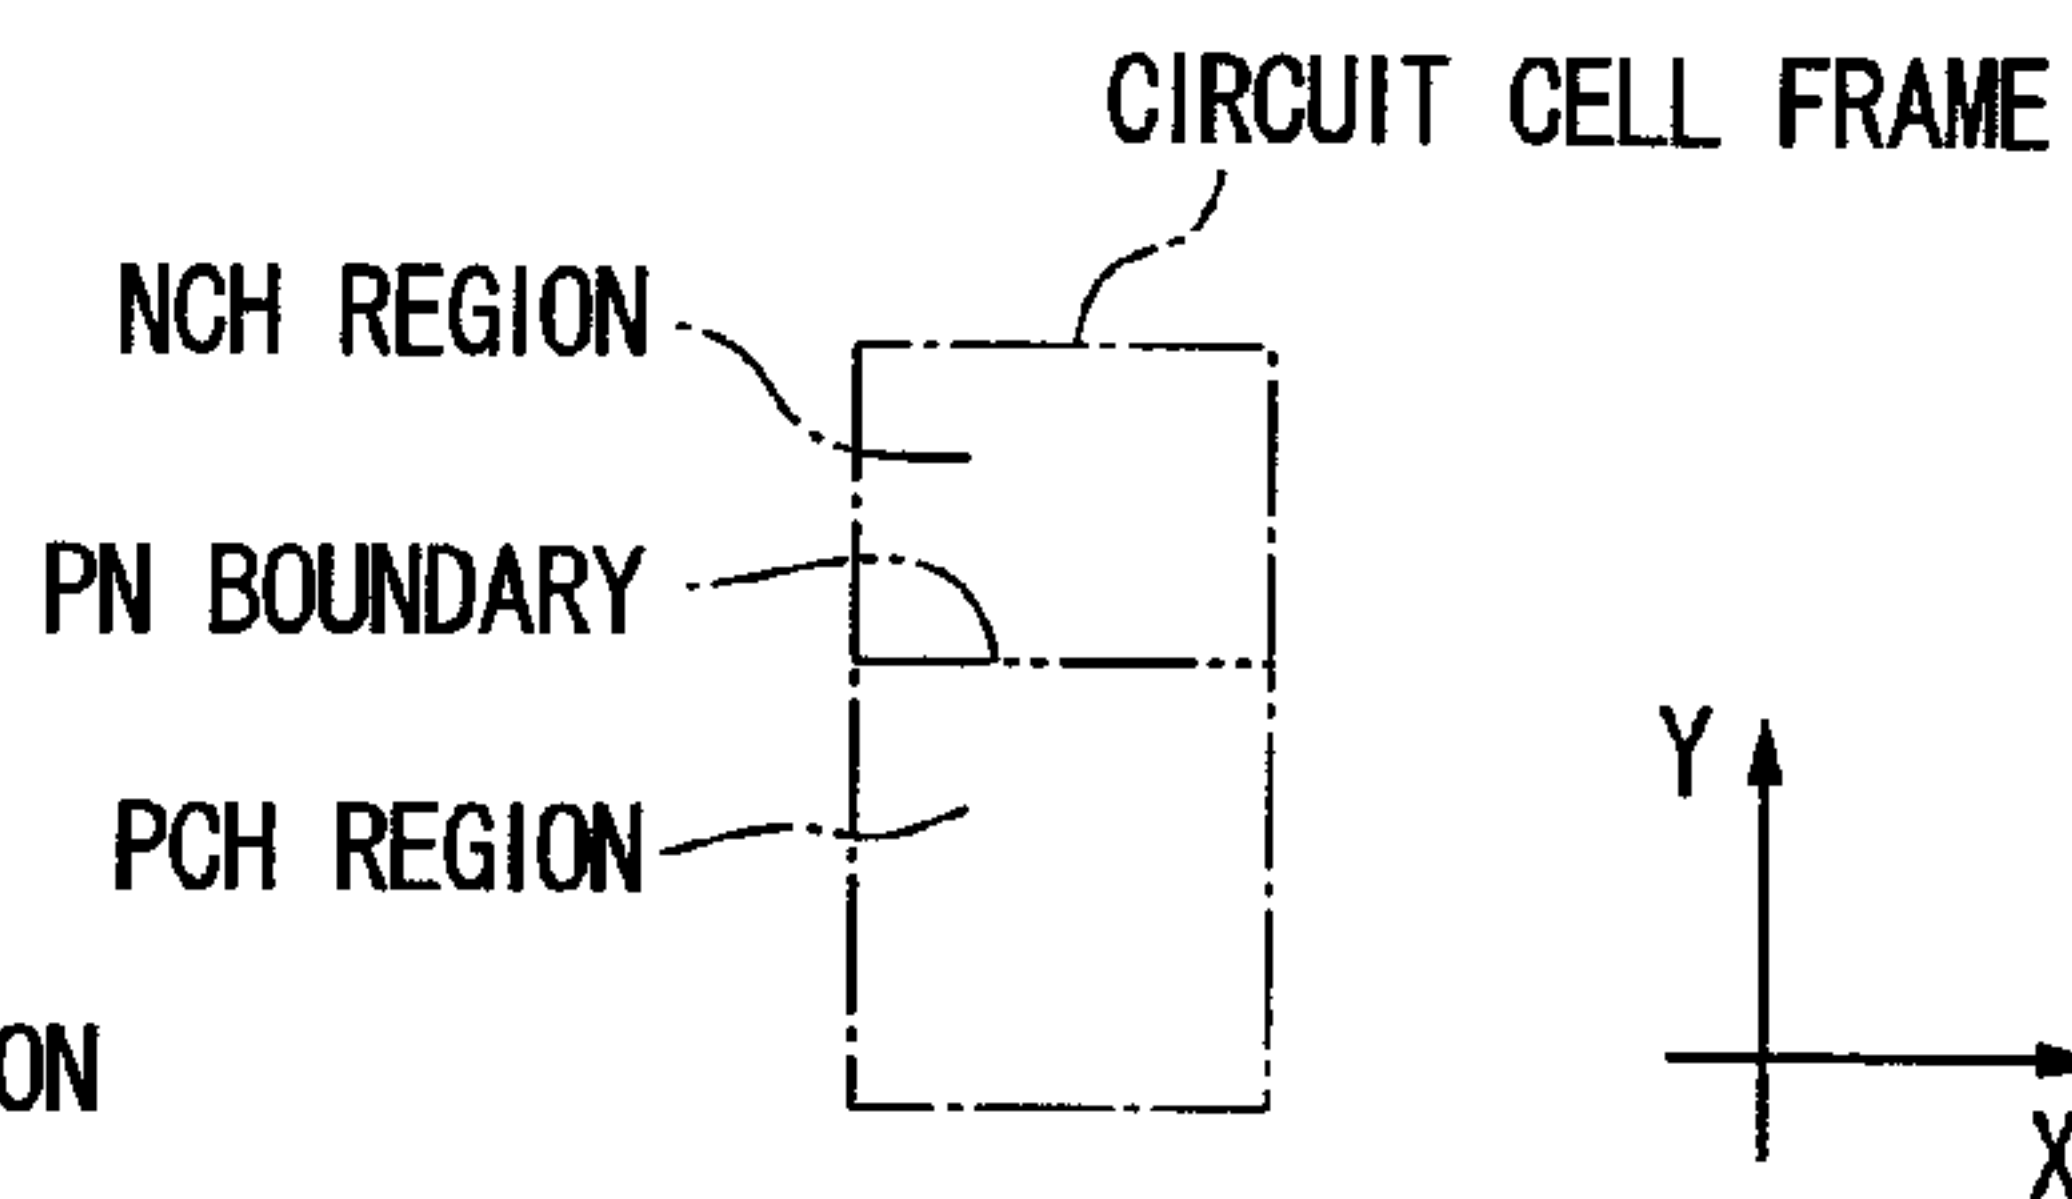 CIRCUIT CELL FRAME
NCH REGION
PN BOUNDARY
Y
PCH REGION
ON
X